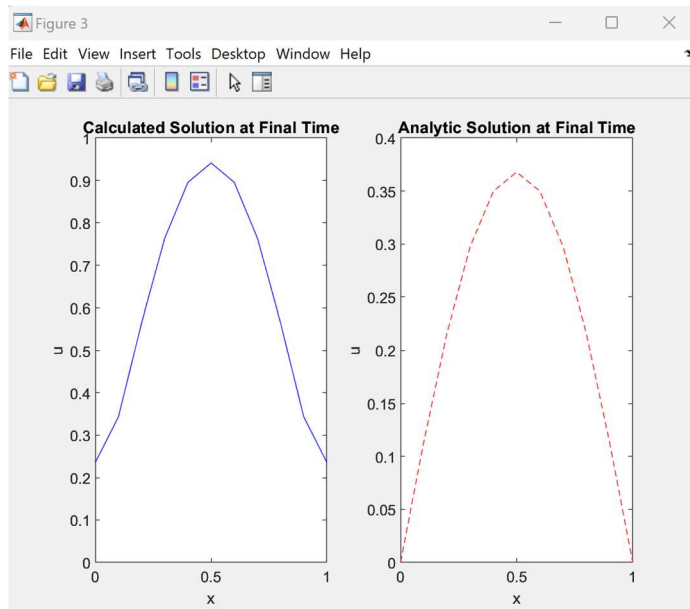 Figure 3
File Edit View Insert Tools Desktop Window Help
Calculated Solution at Final Time
1
0.9
0.8
0.7
0.6
0.5
0.4
0.3
0.2
0.1
0
u
0 0.5 1
x
Analytic Solution at Final Time
0.4
0.35
0.3
0.25
0.2
0.15
0.1
0.05
0
u
0 0.5 1
x